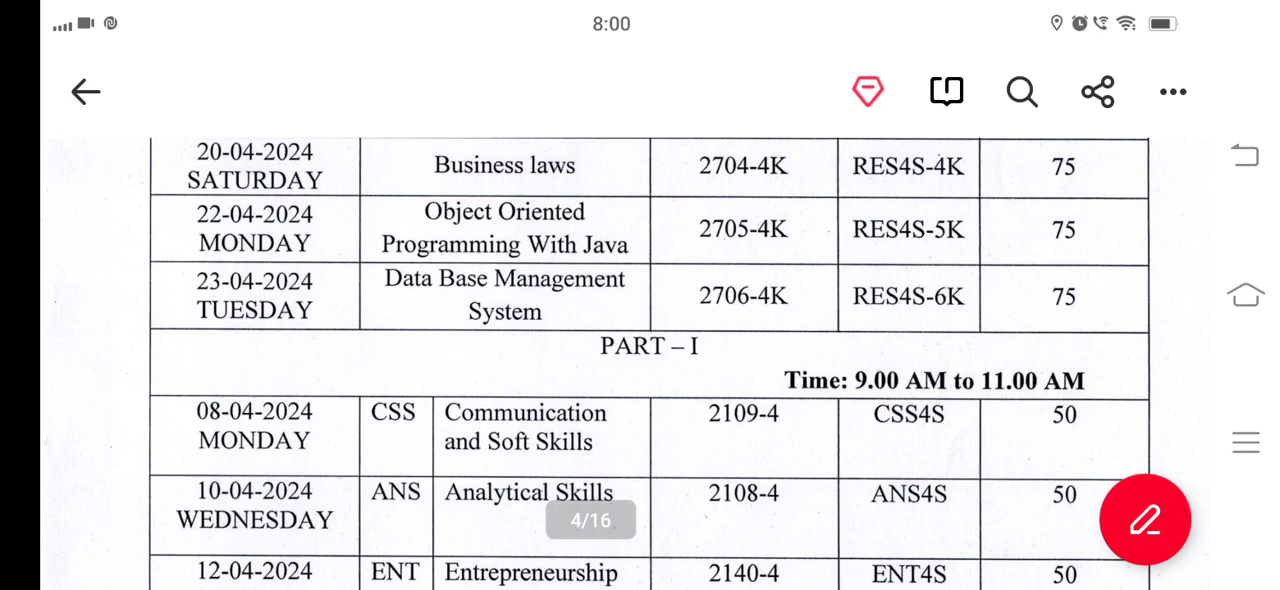 8:00
20-04-2024
SATURDAY
Business laws
2704-4K
RES4S-4K
75
22-04-2024
MONDAY
Object Oriented
Programming With Java
2705-4K
RES4S-5K
75
23-04-2024
TUESDAY
Data Base Management
System
2706-4K
RES4S-6K
75
PART – I
Time: 9.00 AM to 11.00 AM
08-04-2024
MONDAY
CSS
Communication
and Soft Skills
2109-4
CSS4S
50
10-04-2024
WEDNESDAY
ANS
Analytical Skills
2108-4
ANS4S
50
4/16
12-04-2024
ENT
Entrepreneurship
2140-4
ENT4S
50